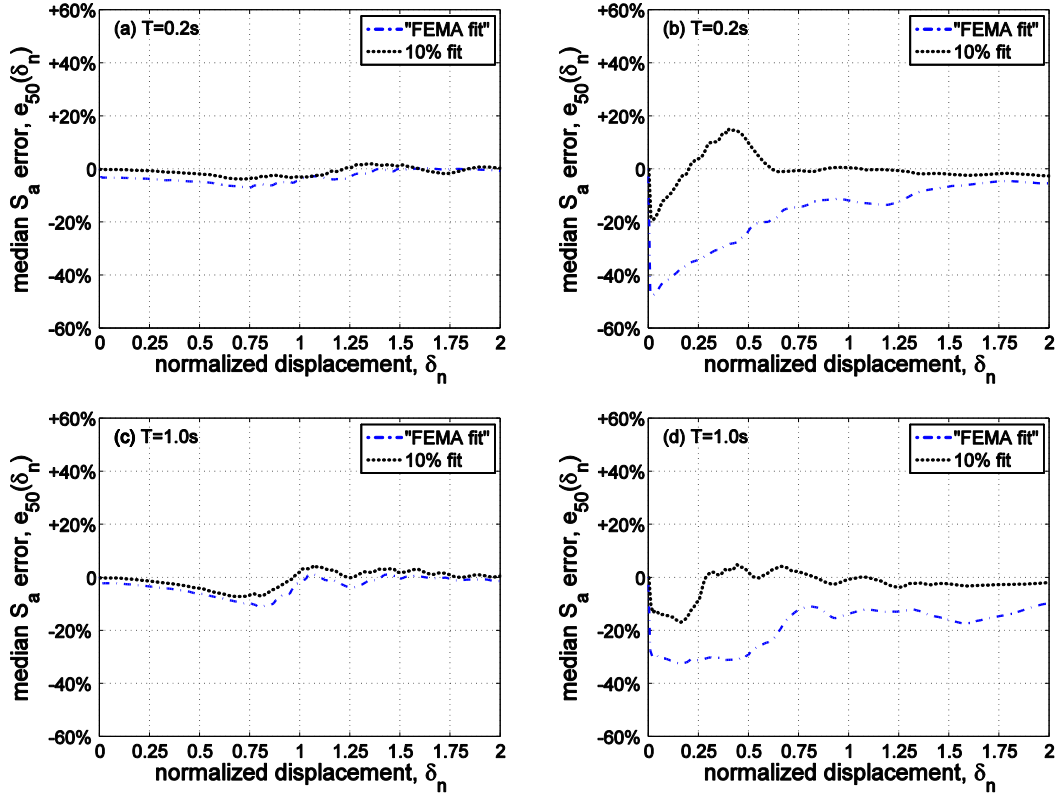 (a) T=0.2s
"FEMA fit"
10% fit
median Sa error, e50(δn)
+60%
+40%
+20%
0
-20%
-40%
-60%
0 0.25 0.5 0.75 1 1.25 1.5 1.75 2
normalized displacement, δn
(b) T=0.2s
"FEMA fit"
10% fit
median Sa error, e50(δn)
+60%
+40%
+20%
0
-20%
-40%
-60%
0 0.25 0.5 0.75 1 1.25 1.5 1.75 2
normalized displacement, δn
(c) T=1.0s
"FEMA fit"
10% fit
median Sa error, e50(δn)
+60%
+40%
+20%
0
-20%
-40%
-60%
0 0.25 0.5 0.75 1 1.25 1.5 1.75 2
normalized displacement, δn
(d) T=1.0s
"FEMA fit"
10% fit
median Sa error, e50(δn)
+60%
+40%
+20%
0
-20%
-40%
-60%
0 0.25 0.5 0.75 1 1.25 1.5 1.75 2
normalized displacement, δn